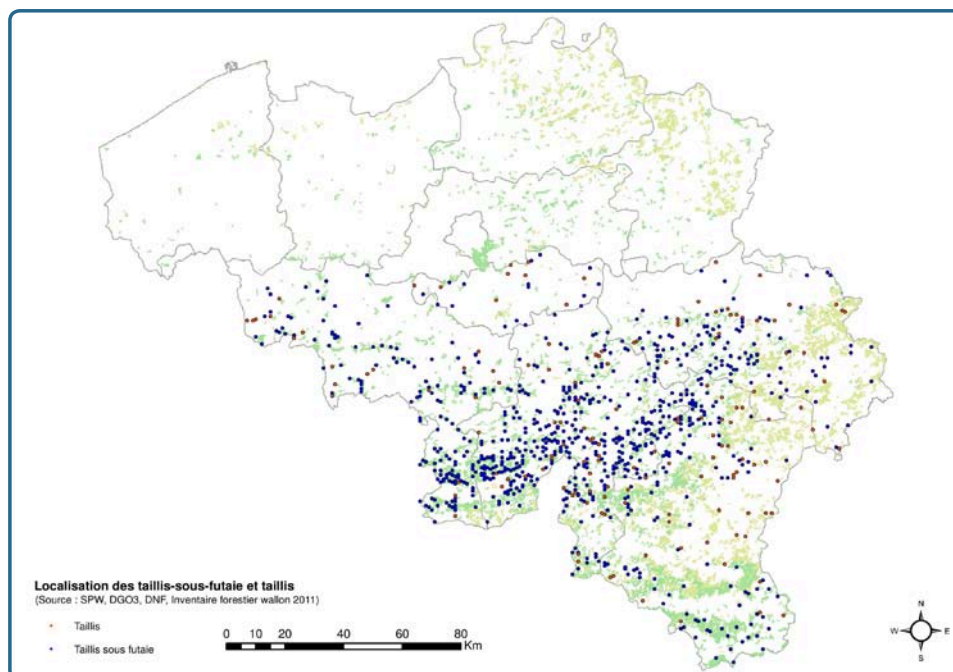 Localisation des taillis-sous-futaie et taillis
(Source : SPW, DGO3, DNF, Inventaire forestier wallon 2011)
Taillis
Taillis sous futaie
0 10 20 40 60 80
Km
N
W E
S